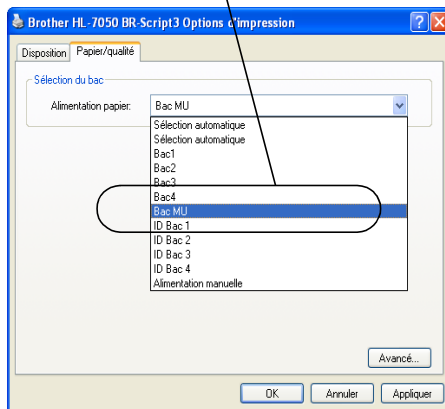 Brother HL-7050 BR-Script3 Options d'impression
Disposition Papier/qualité
Sélection du bac
Alimentation papier: Bac MU
Sélection automatique
Sélection automatique
Bac1
Bac2
Bac3
Bac4
Bac MU
ID Bac 1
ID Bac 2
ID Bac 3
ID Bac 4
Alimentation manuelle
Avancé...
OK Annuler Appliquer